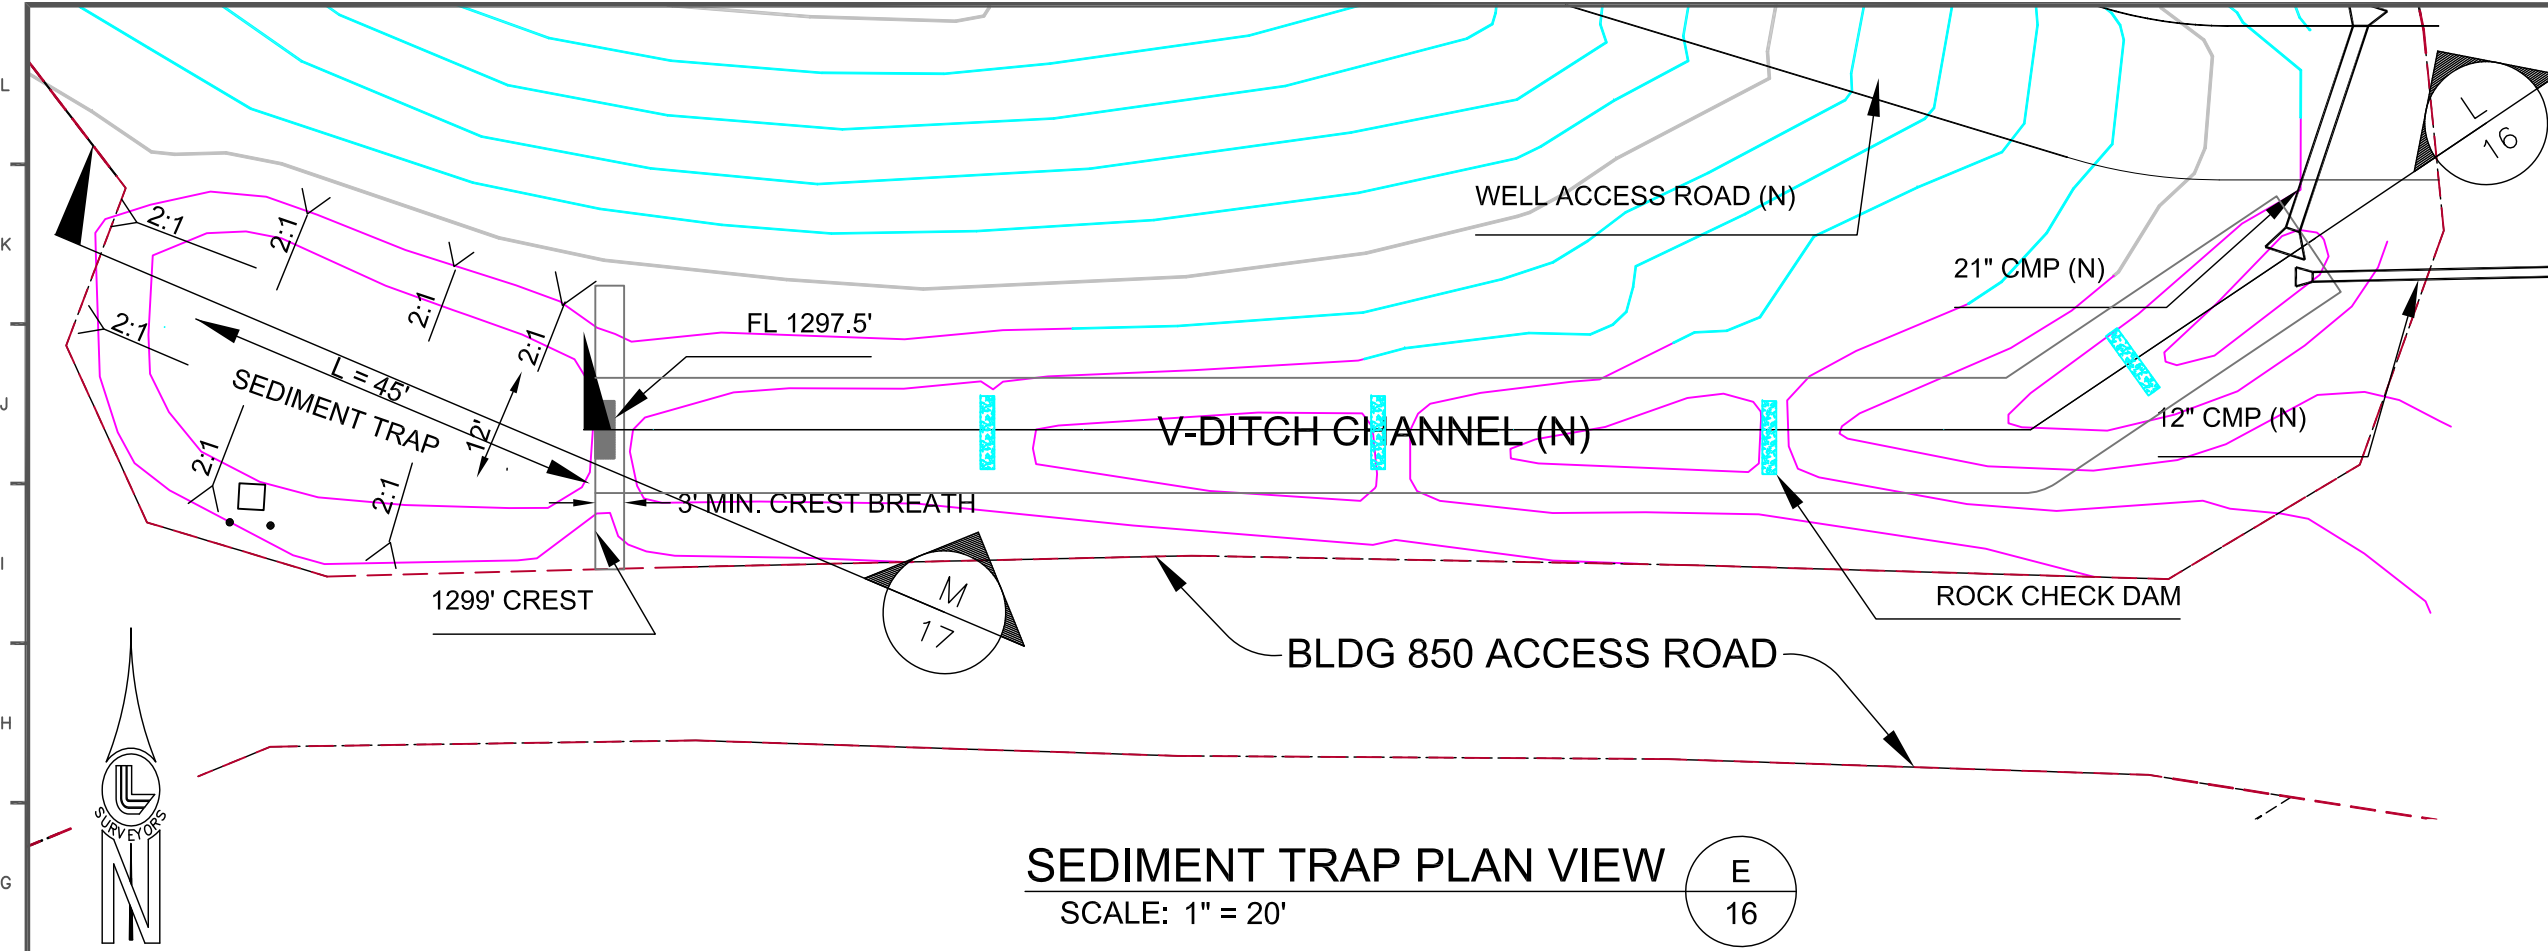 L
K
J
I
H
G
2:1
2:1
2:1
2:1
2:1
2:1
2:1
L = 45'
SEDIMENT TRAP
12'
FL 1297.5'
WELL ACCESS ROAD (N)
L
16
21" CMP (N)
V-DITCH CHANNEL (N)
12" CMP (N)
3' MIN. CREST BREATH
1299' CREST
M
17
ROCK CHECK DAM
BLDG 850 ACCESS ROAD
L
SURVEYORS
N
SEDIMENT TRAP PLAN VIEW
E
16
SCALE: 1" = 20'